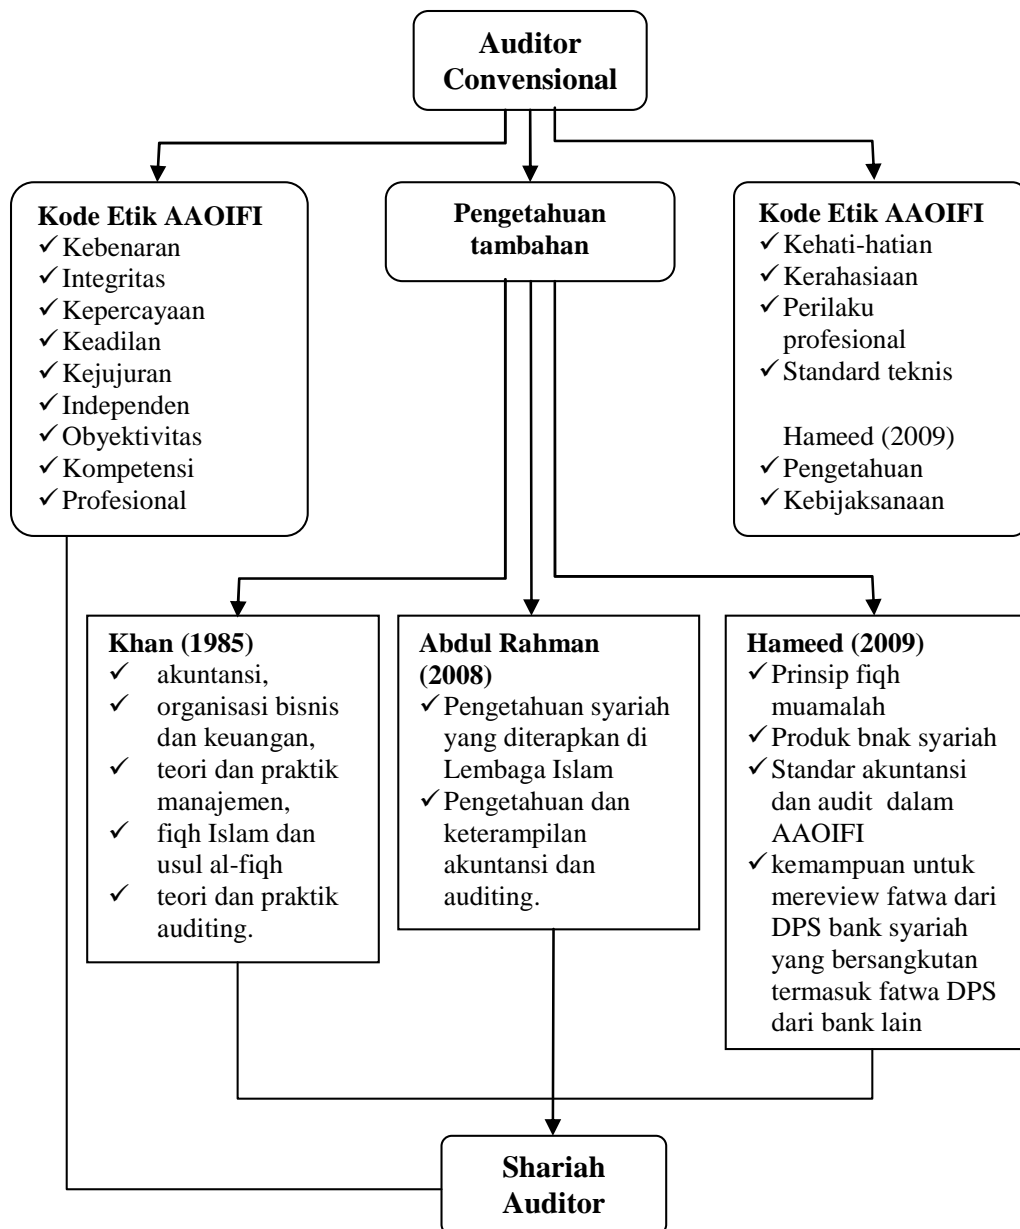 Auditor
Convensional
Kode Etik AAOIFI
✓ Kebenaran
✓ Integritas
✓ Kepercayaan
✓ Keadilan
✓ Kejujuran
✓ Independen
✓ Obyektivitas
✓ Kompetensi
✓ Profesional
Pengetahuan
tambahan
Kode Etik AAOIFI
✓ Kehati-hatian
✓ Kerahasiaan
✓ Perilaku
profesional
✓ Standard teknis
Hameed (2009)
✓ Pengetahuan
✓ Kebijaksanaan
Khan (1985)
✓ akuntansi,
✓ organisasi bisnis
dan keuangan,
✓ teori dan praktik
manajemen,
✓ fiqh Islam dan
usul al-fiqh
✓ teori dan praktik
auditing.
Abdul Rahman
(2008)
✓ Pengetahuan syariah
yang diterapkan di
Lembaga Islam
✓ Pengetahuan dan
keterampilan
akuntansi dan
auditing.
Hameed (2009)
✓ Prinsip fiqh
muamalah
✓ Produk bnak syariah
✓ Standar akuntansi
dan audit dalam
AAOIFI
✓ kemampuan untuk
mereview fatwa dari
DPS bank syariah
yang bersangkutan
termasuk fatwa DPS
dari bank lain
Shariah
Auditor